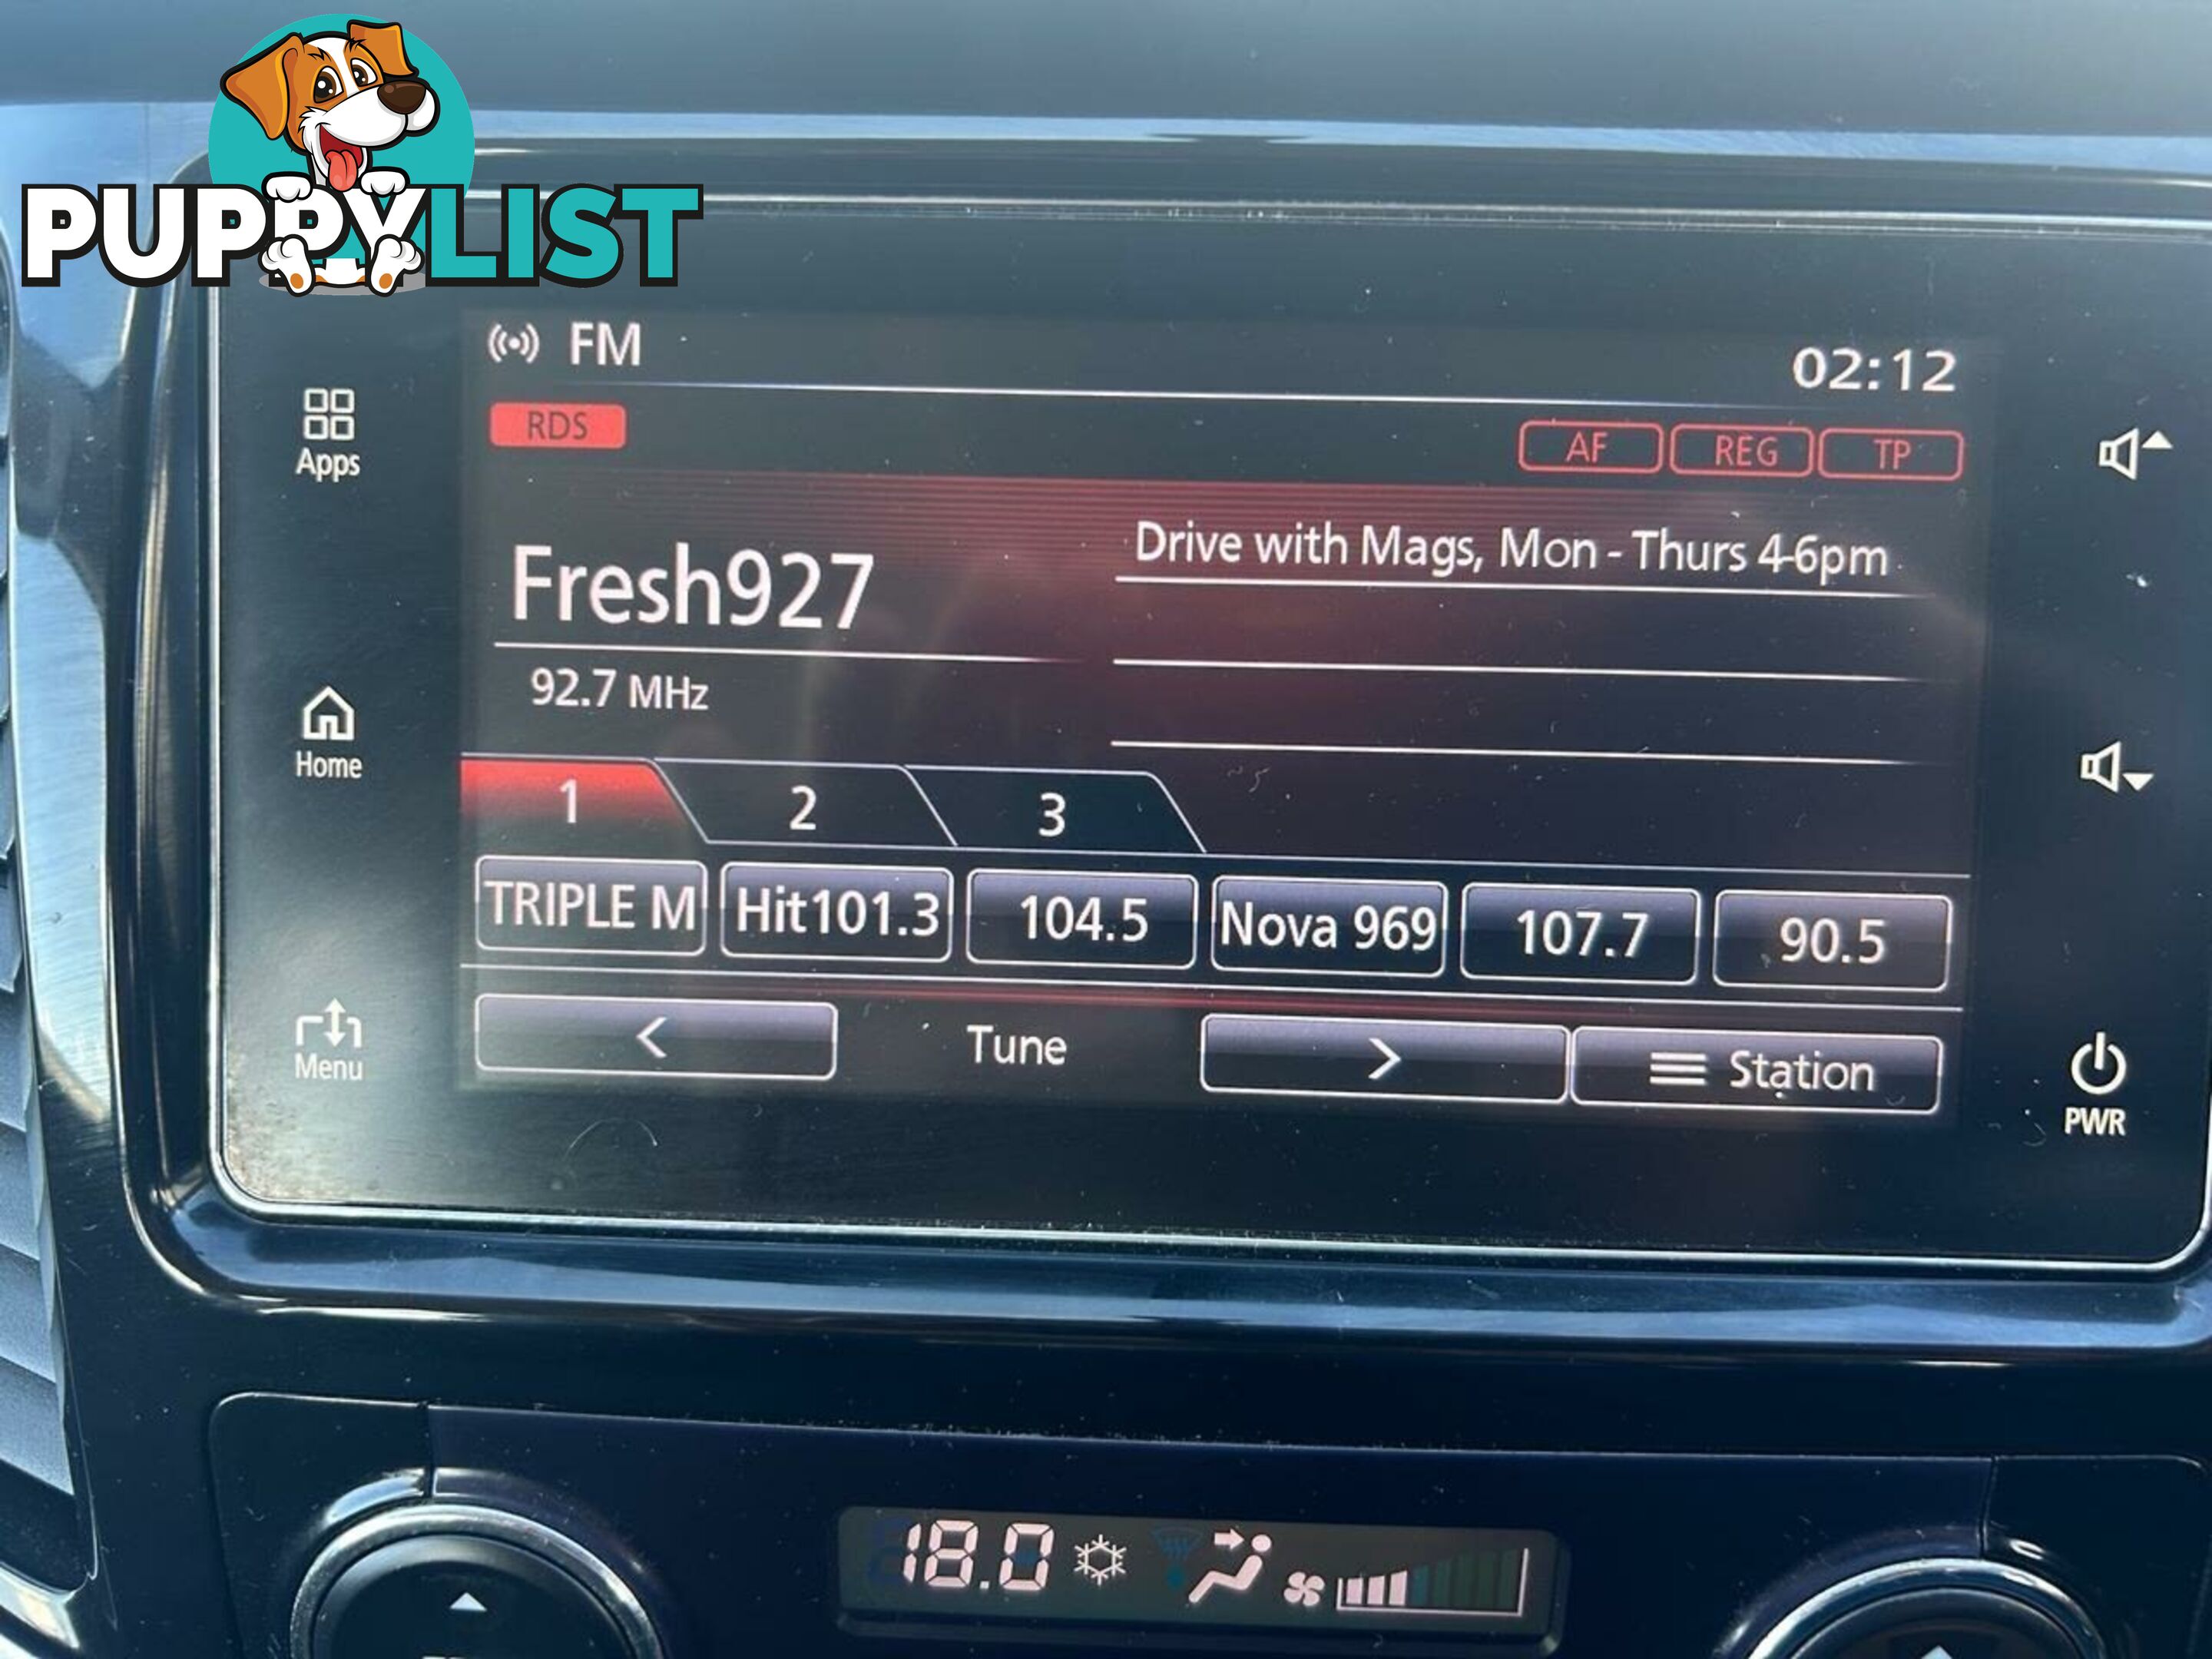 PUPPYLIST
FM
02:12
RDS
AF REG TP
Apps
Fresh927
Drive with Mags, Mon - Thurs 4-6pm
92.7 MHz
Home
1 2 3
TRIPLE M Hit101.3 104.5 Nova 969 107.7 90.5
< Tune > Station
Menu
PWR
18.0